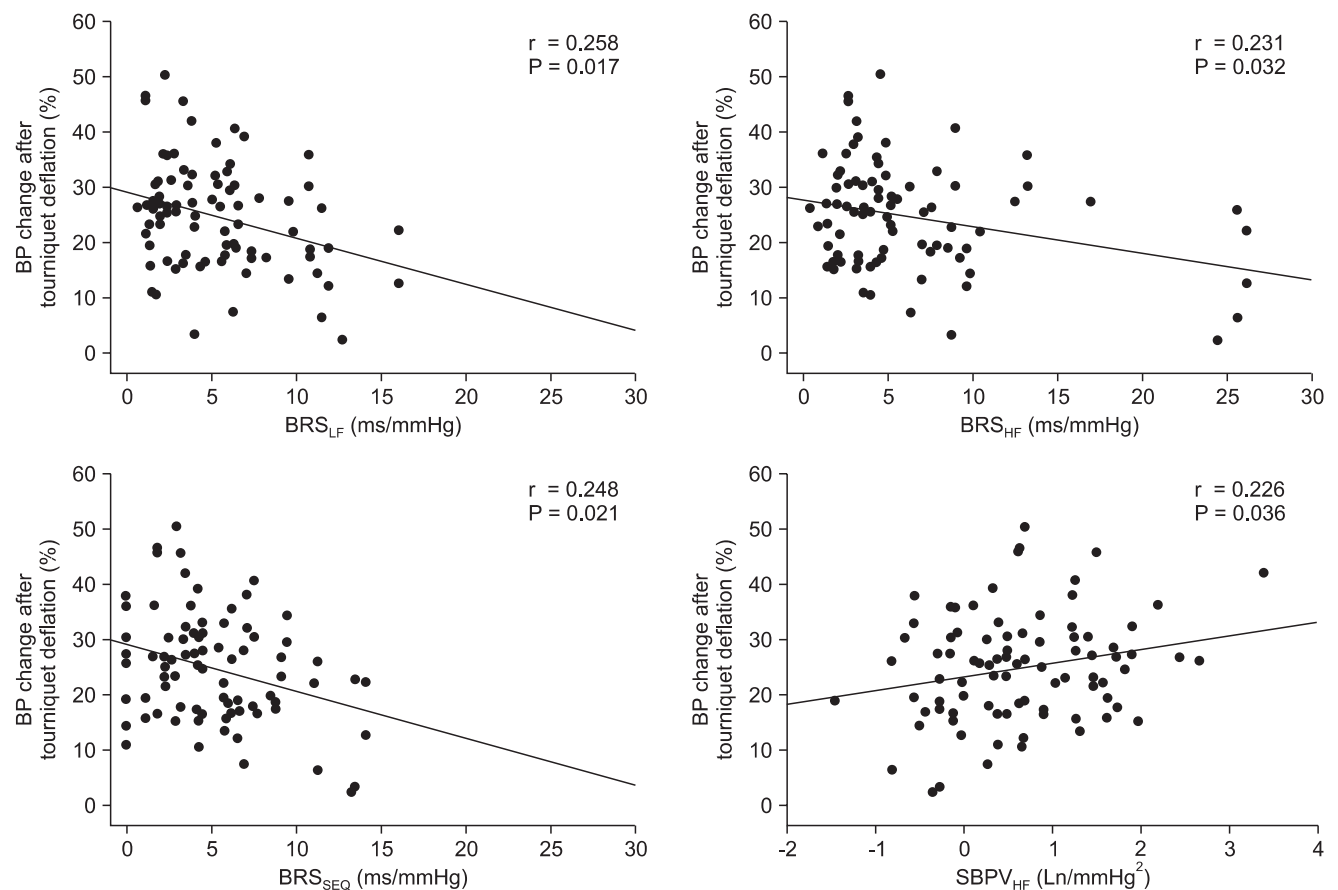 60
50
40
30
20
10
0
BP change after
tourniquet deflation (%)
r = 0.258
P = 0.017
0 5 10 15 20 25 30
BRS_LF (ms/mmHg)
60
50
40
30
20
10
0
BP change after
tourniquet deflation (%)
r = 0.231
P = 0.032
0 5 10 15 20 25 30
BRS_HF (ms/mmHg)
60
50
40
30
20
10
0
BP change after
tourniquet deflation (%)
r = 0.248
P = 0.021
0 5 10 15 20 25 30
BRS_SEQ (ms/mmHg)
60
50
40
30
20
10
0
BP change after
tourniquet deflation (%)
r = 0.226
P = 0.036
-2 -1 0 1 2 3 4
SBPV_HF (Ln/mmHg²)